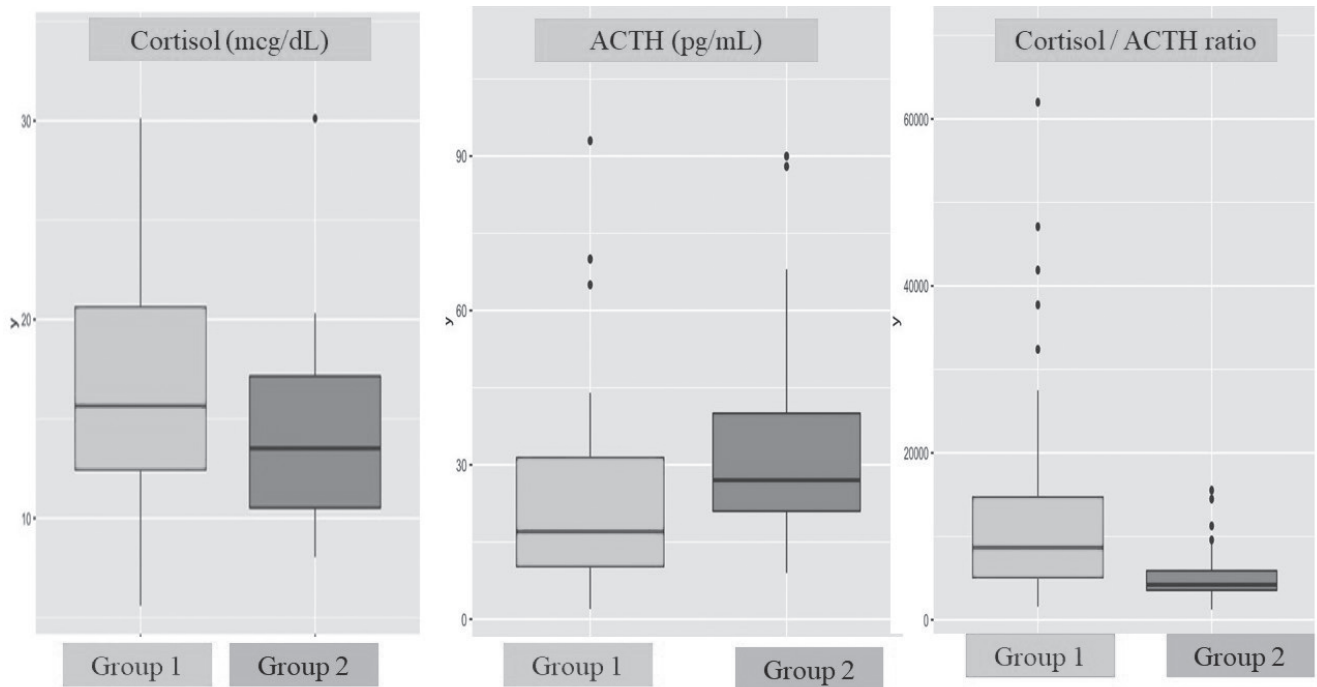 Cortisol (mcg/dL)
30
20
10
y
Group 1
Group 2
ACTH (pg/mL)
90
60
30
0
y
Group 1
Group 2
Cortisol / ACTH ratio
60000
40000
20000
0
y
Group 1
Group 2